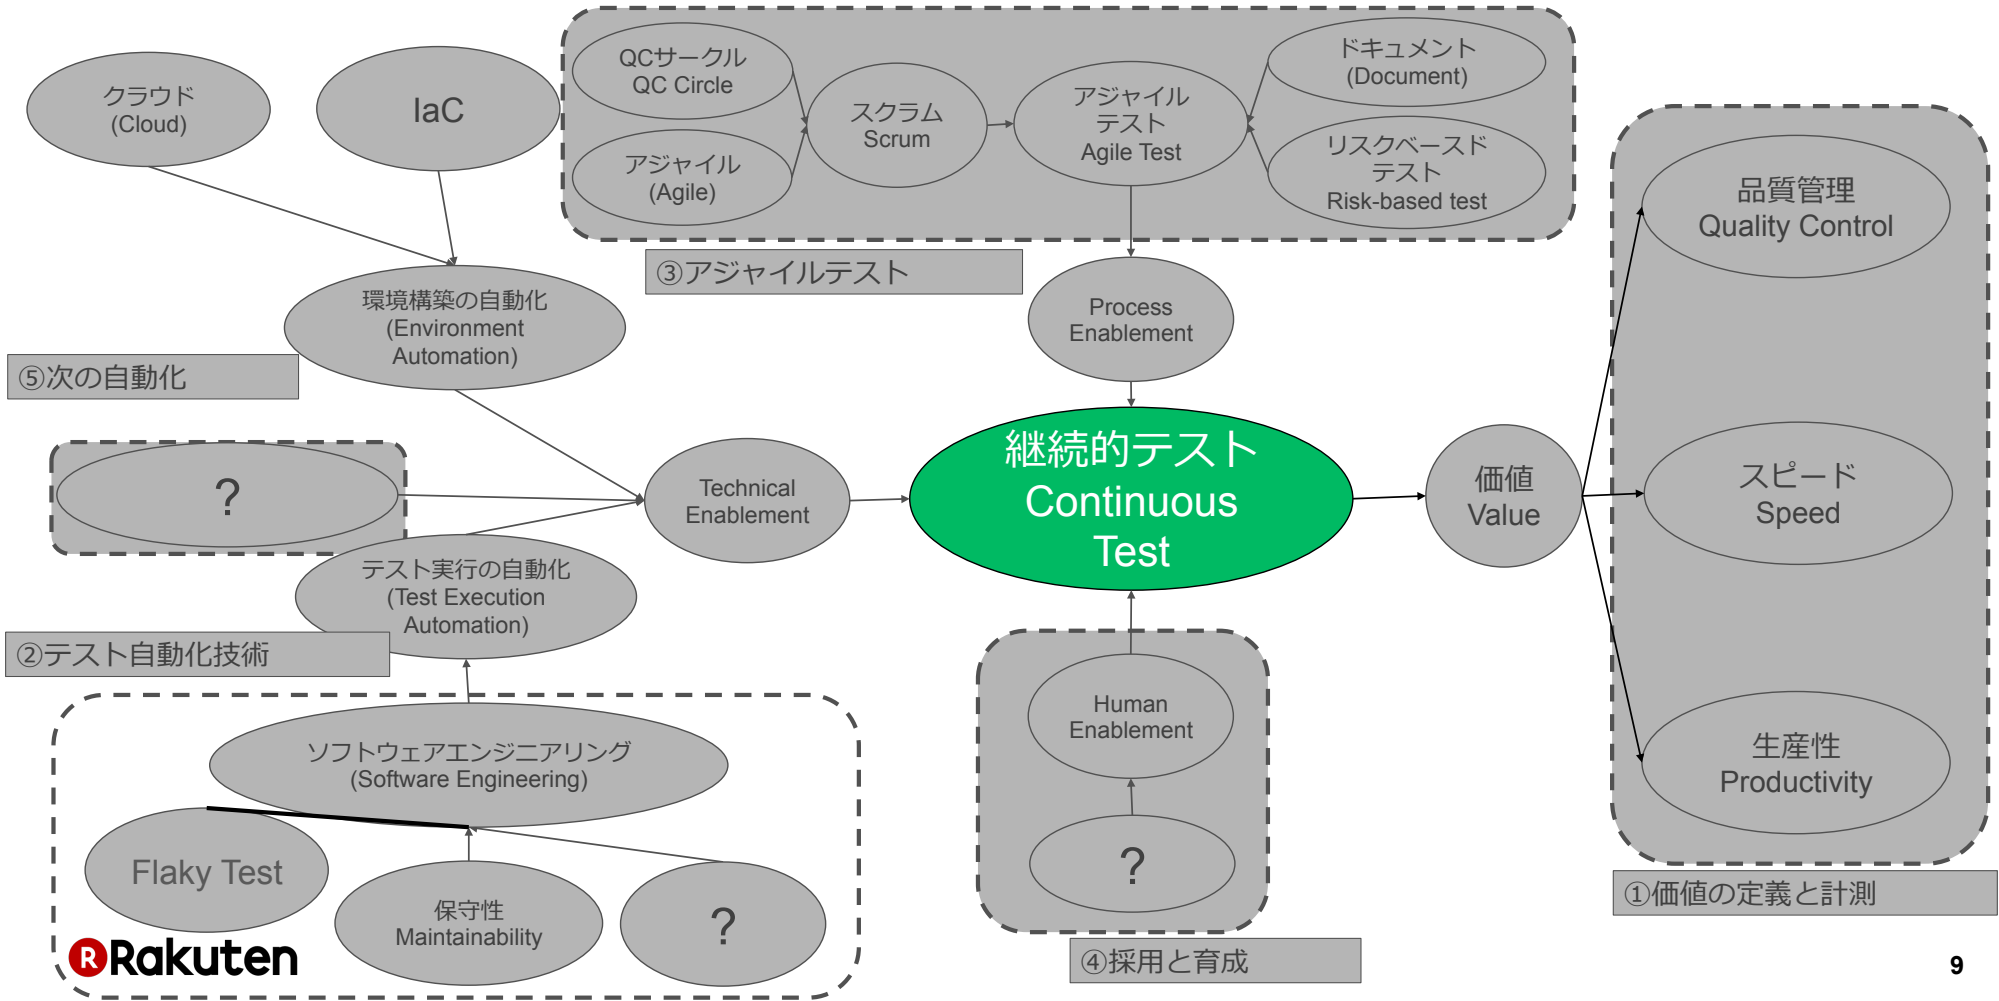 クラウド
(Cloud)
IaC
QCサークル
QC Circle
アジャイル
(Agile)
スクラム
Scrum
アジャイル
テスト
Agile Test
ドキュメント
(Document)
リスクベースド
テスト
Risk-based test
③アジャイルテスト
環境構築の自動化
(Environment
Automation)
⑤次の自動化
Process
Enablement
品質管理
Quality Control
?
Technical
Enablement
継続的テスト
Continuous
Test
価値
Value
スピード
Speed
テスト実行の自動化
(Test Execution
Automation)
②テスト自動化技術
ソフトウェアエンジニアリング
(Software Engineering)
Flaky Test
保守性
Maintainability
?
Human
Enablement
?
④採用と育成
生産性
Productivity
①価値の定義と計測
R Rakuten
9